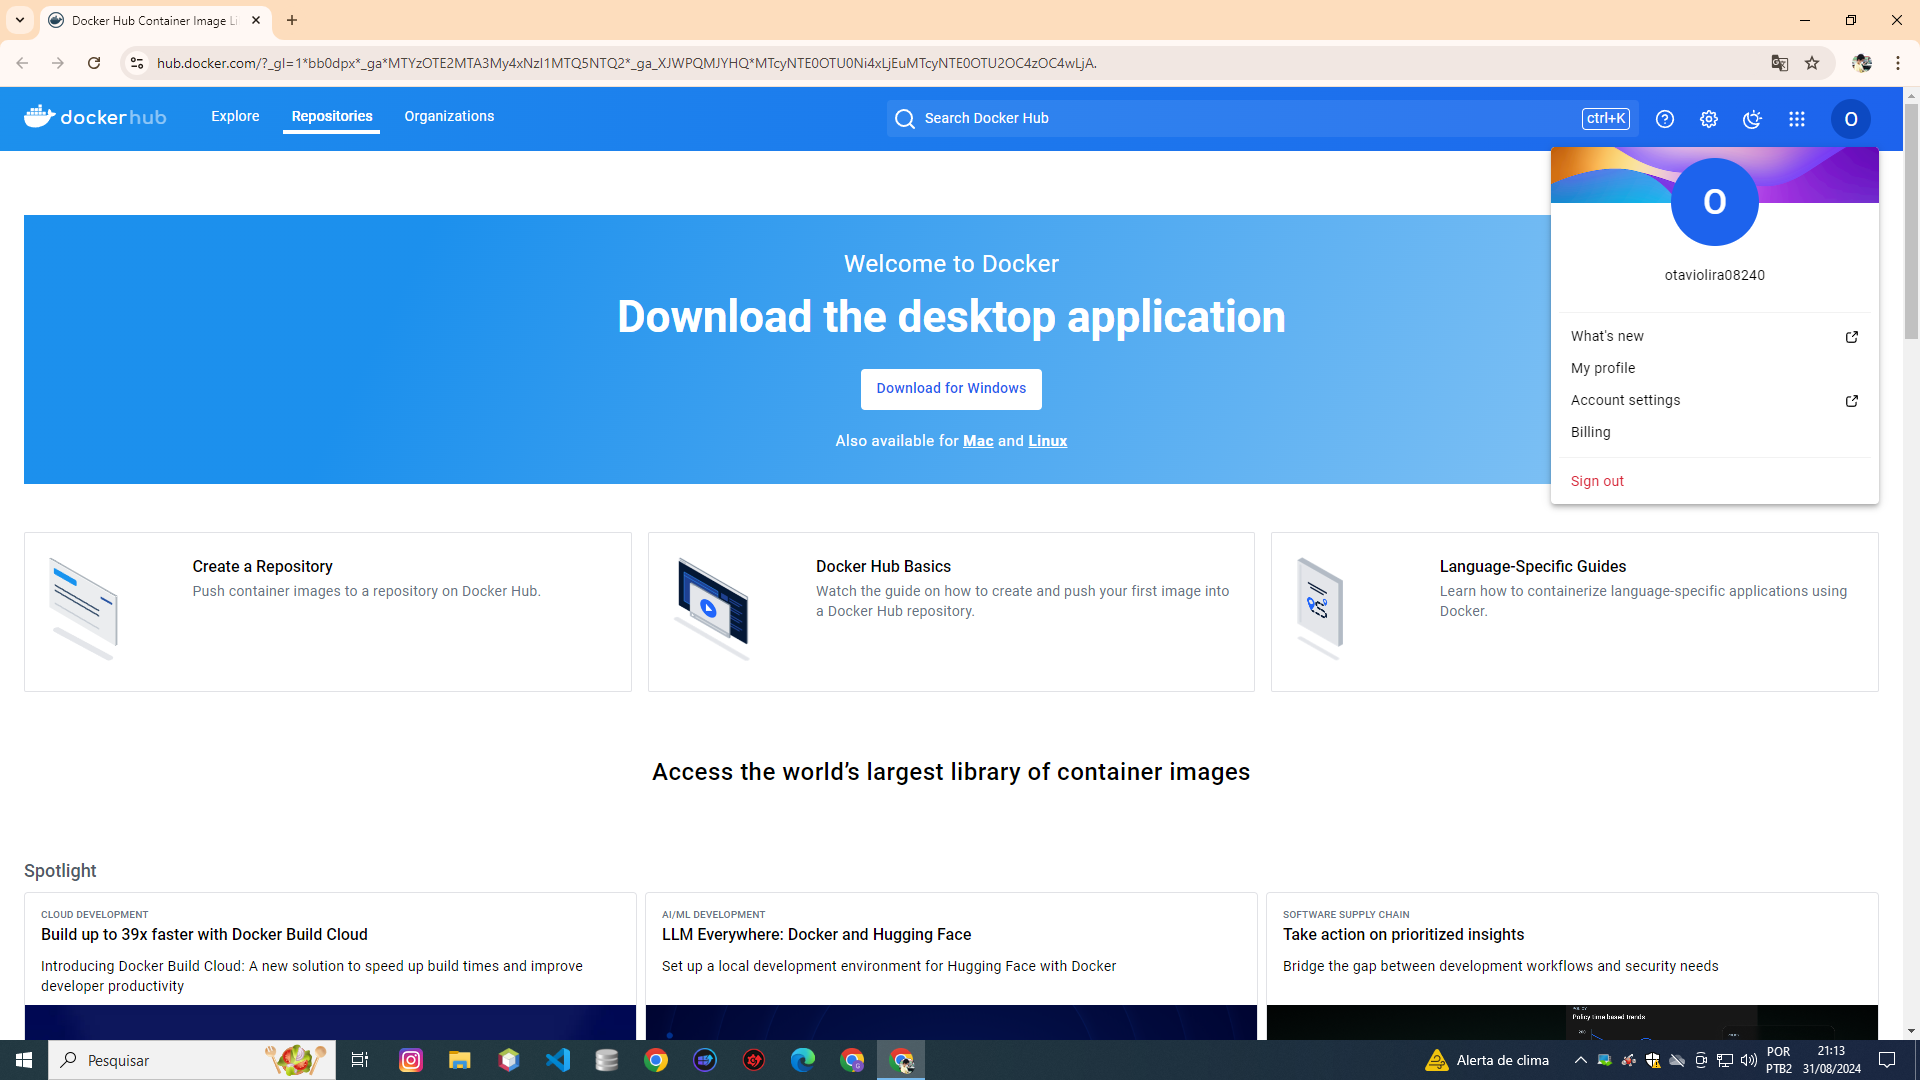 Docker Hub Container Image Li
hub.docker.com/?_gl=1*bb0dpx*_ga*MTYzOTE2MTA3My4xNzI1MTQ5NTQ2*_ga_XJWPQMJYHQ*MTcyNTE0OTU0Ni4xLjEuMTcyNTE0OTU2OC4zOC4wLjA.
dockerhub
Explore
Repositories
Organizations
Search Docker Hub
ctrl+K
O
O
otaviolira08240
What's new
My profile
Account settings
Billing
Sign out
Welcome to Docker
Download the desktop application
Download for Windows
Also available for Mac and Linux
Create a Repository
Push container images to a repository on Docker Hub.
Docker Hub Basics
Watch the guide on how to create and push your first image into
a Docker Hub repository.
Language-Specific Guides
Learn how to containerize language-specific applications using
Docker.
Access the world’s largest library of container images
Spotlight
CLOUD DEVELOPMENT
Build up to 39x faster with Docker Build Cloud
Introducing Docker Build Cloud: A new solution to speed up build times and improve
developer productivity
AI/ML DEVELOPMENT
LLM Everywhere: Docker and Hugging Face
Set up a local development environment for Hugging Face with Docker
SOFTWARE SUPPLY CHAIN
Take action on prioritized insights
Bridge the gap between development workflows and security needs
Policy time based trends
Pesquisar
Alerta de clima
POR
PTB2
21:13
31/08/2024